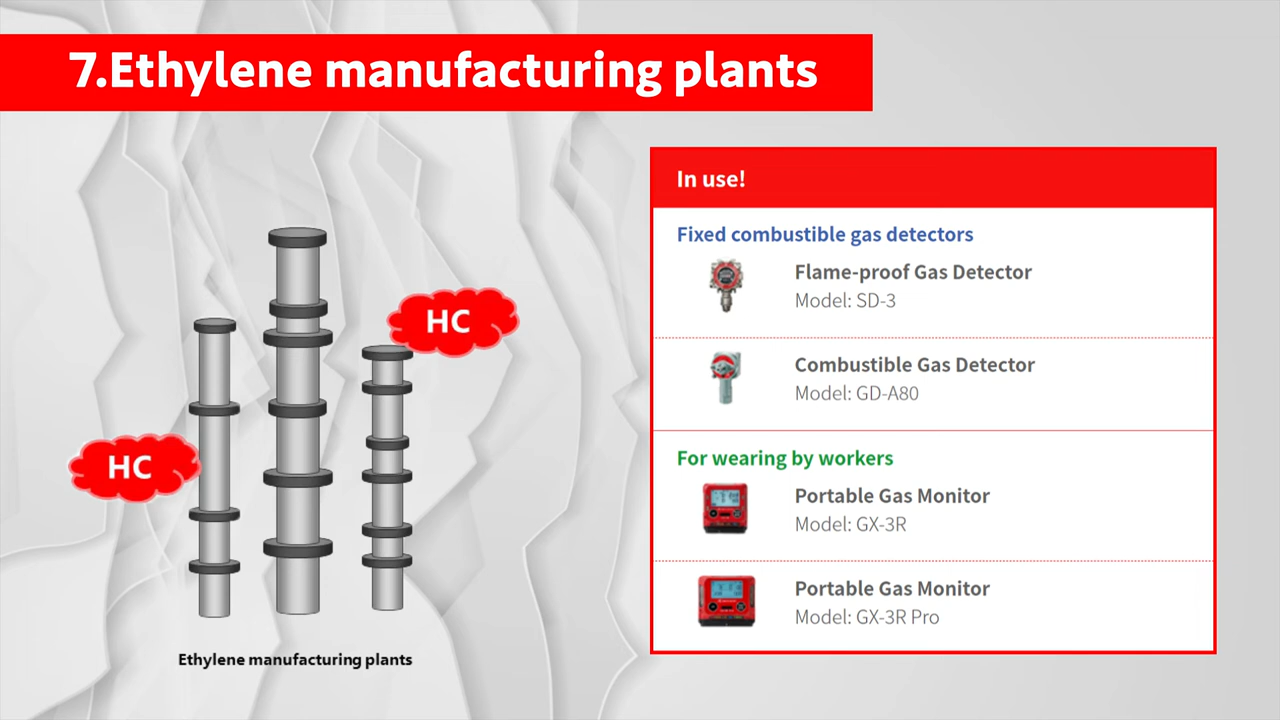 7.Ethylene manufacturing plants
HC
HC
Ethylene manufacturing plants
In use!
Fixed combustible gas detectors
Flame-proof Gas Detector
Model: SD-3
Combustible Gas Detector
Model: GD-A80
For wearing by workers
Portable Gas Monitor
Model: GX-3R
Portable Gas Monitor
Model: GX-3R Pro